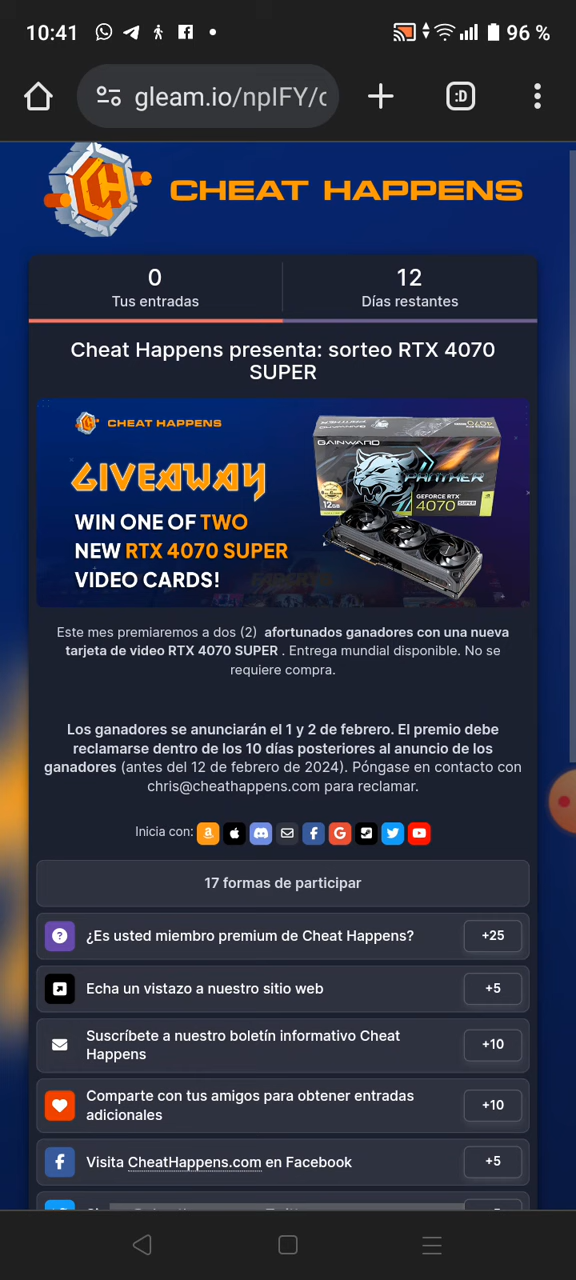 10:41
96 %
gleam.io/npIFY/c
:D
CHEAT HAPPENS
0
12
Tus entradas
Días restantes
Cheat Happens presenta: sorteo RTX 4070
SUPER
CHEAT HAPPENS
GIVEAWAY
WIN ONE OF TWO
NEW RTX 4070 SUPER
VIDEO CARDS!
GAINWARD
4070
PANTHER
GEFORCE RTX
4070 SUPER
12GB
Este mes premiaremos a dos (2) afortunados ganadores con una nueva
tarjeta de video RTX 4070 SUPER . Entrega mundial disponible. No se
requiere compra.
Los ganadores se anunciarán el 1 y 2 de febrero. El premio debe
reclamarse dentro de los 10 días posteriores al anuncio de los
ganadores (antes del 12 de febrero de 2024). Póngase en contacto con
chris@cheathappens.com para reclamar.
Inicia con:
17 formas de participar
¿Es usted miembro premium de Cheat Happens?
+25
Echa un vistazo a nuestro sitio web
+5
Suscríbete a nuestro boletín informativo Cheat
Happens
+10
Comparte con tus amigos para obtener entradas
adicionales
+10
Visita CheatHappens.com en Facebook
+5